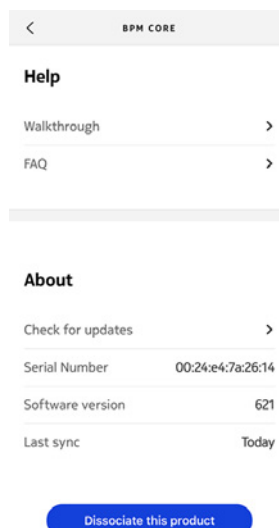 BPM CORE
Help
Walkthrough
FAQ
About
Check for updates
Serial Number 00:24:e4:7a:26:14
Software version 621
Last sync Today
Dissociate this product